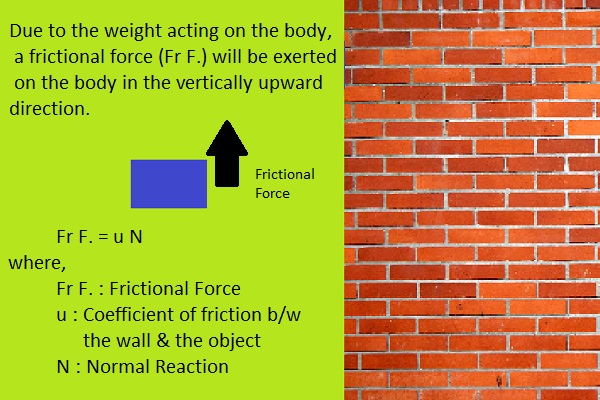 Due to the weight acting on the body,
a frictional force (Fr F.) will be exerted
on the body in the vertically upward
direction.
Frictional
Force
Fr F. = u N
where,
Fr F. : Frictional Force
u : Coefficient of friction b/w
the wall & the object
N : Normal Reaction